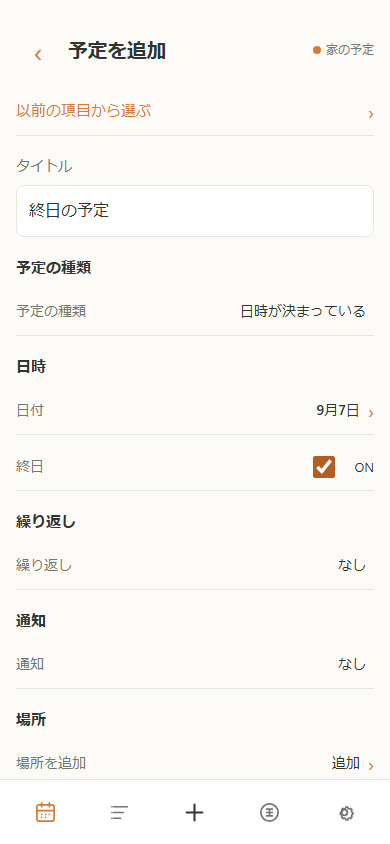 ‹ 予定を追加 家の予定
以前の項目から選ぶ ›
タイトル
終日の予定
予定の種類
予定の種類 日時が決まっている
日時
日付 9月7日 ›
終日 ON
繰り返し
繰り返し なし
通知
通知 なし
場所
場所を追加 追加 ›